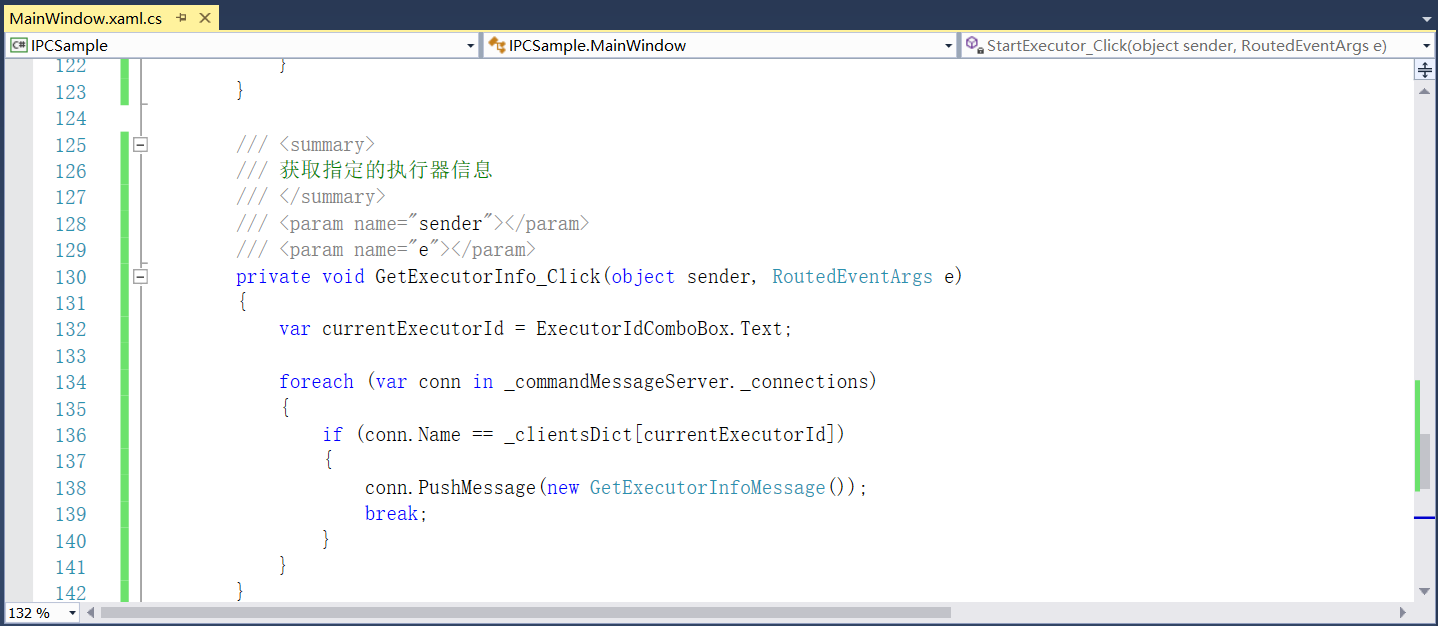 MainWindow.xaml.cs
C# IPCSample
IPCSample.MainWindow
StartExecutor_Click(object sender, RoutedEventArgs e)
122 }
123 }
124
125 /// <summary>
126 /// 获取指定的执行器信息
127 /// </summary>
128 /// <param name="sender"></param>
129 /// <param name="e"></param>
130 private void GetExecutorInfo_Click(object sender, RoutedEventArgs e)
131 {
132 var currentExecutorId = ExecutorIdComboBox.Text;
133
134 foreach (var conn in _commandMessageServer._connections)
135 {
136 if (conn.Name == _clientsDict[currentExecutorId])
137 {
138 conn.PushMessage(new GetExecutorInfoMessage());
139 break;
140 }
141 }
142 }
132 %